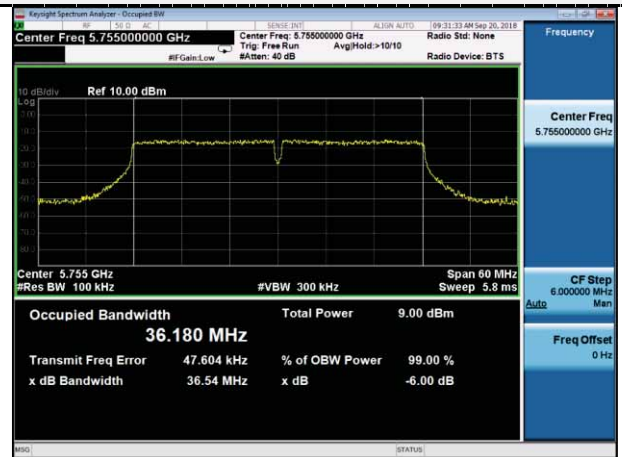 Keysight Spectrum Analyzer - Occupied BW
RF 50 Ω AC SENSE:INT ALIGN AUTO 09:31:33 AM Sep 20, 2018
Center Freq 5.755000000 GHz
Center Freq: 5.755000000 GHz
Radio Std: None
Trig: Free Run Avg|Hold:>10/10
#IFGain:Low #Atten: 40 dB Radio Device: BTS
10 dB/div Ref 10.00 dBm
Log
Center 5.755 GHz Span 60 MHz
#Res BW 100 kHz #VBW 300 kHz Sweep 5.8 ms
Occupied Bandwidth Total Power 9.00 dBm
36.180 MHz
Transmit Freq Error 47.604 kHz % of OBW Power 99.00 %
x dB Bandwidth 36.54 MHz x dB -6.00 dB
MSG STATUS
Frequency
Center Freq
5.755000000 GHz
CF Step
6.000000 MHz
Auto Man
Freq Offset
0 Hz